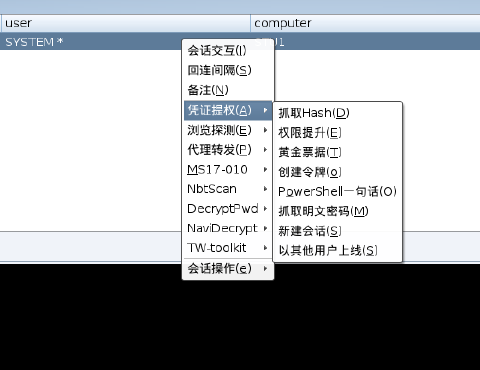 user
computer
SYSTEM *
会话交互(I)
回连间隔(S)
备注(N)
凭证提权(A)
浏览探测(E)
代理转发(P)
MS17-010
NbtScan
DecryptPwd
NaviDecrypt
TW-toolkit
会话操作(e)
抓取Hash(D)
权限提升(E)
黄金票据(T)
创建令牌(o)
PowerShell一句话(O)
抓取明文密码(M)
新建会话(S)
以其他用户上线(S)